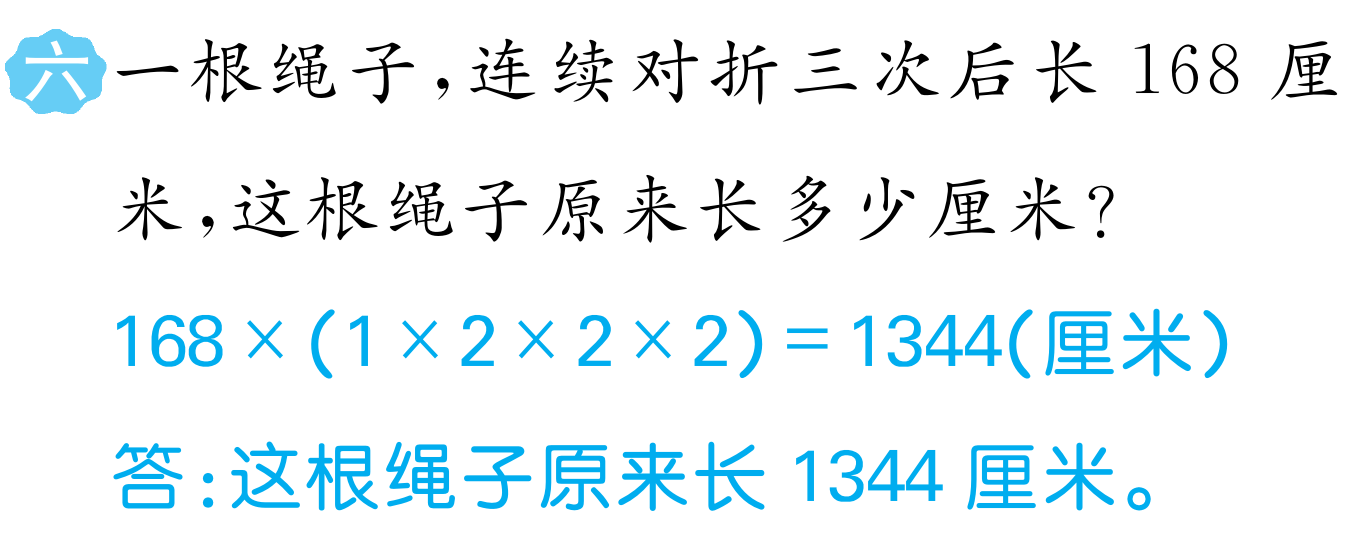 六 一根绳子,连续对折三次后长 168 厘
米,这根绳子原来长多少厘米?
168×(1×2×2×2)=1344(厘米)
答:这根绳子原来长 1344 厘米。